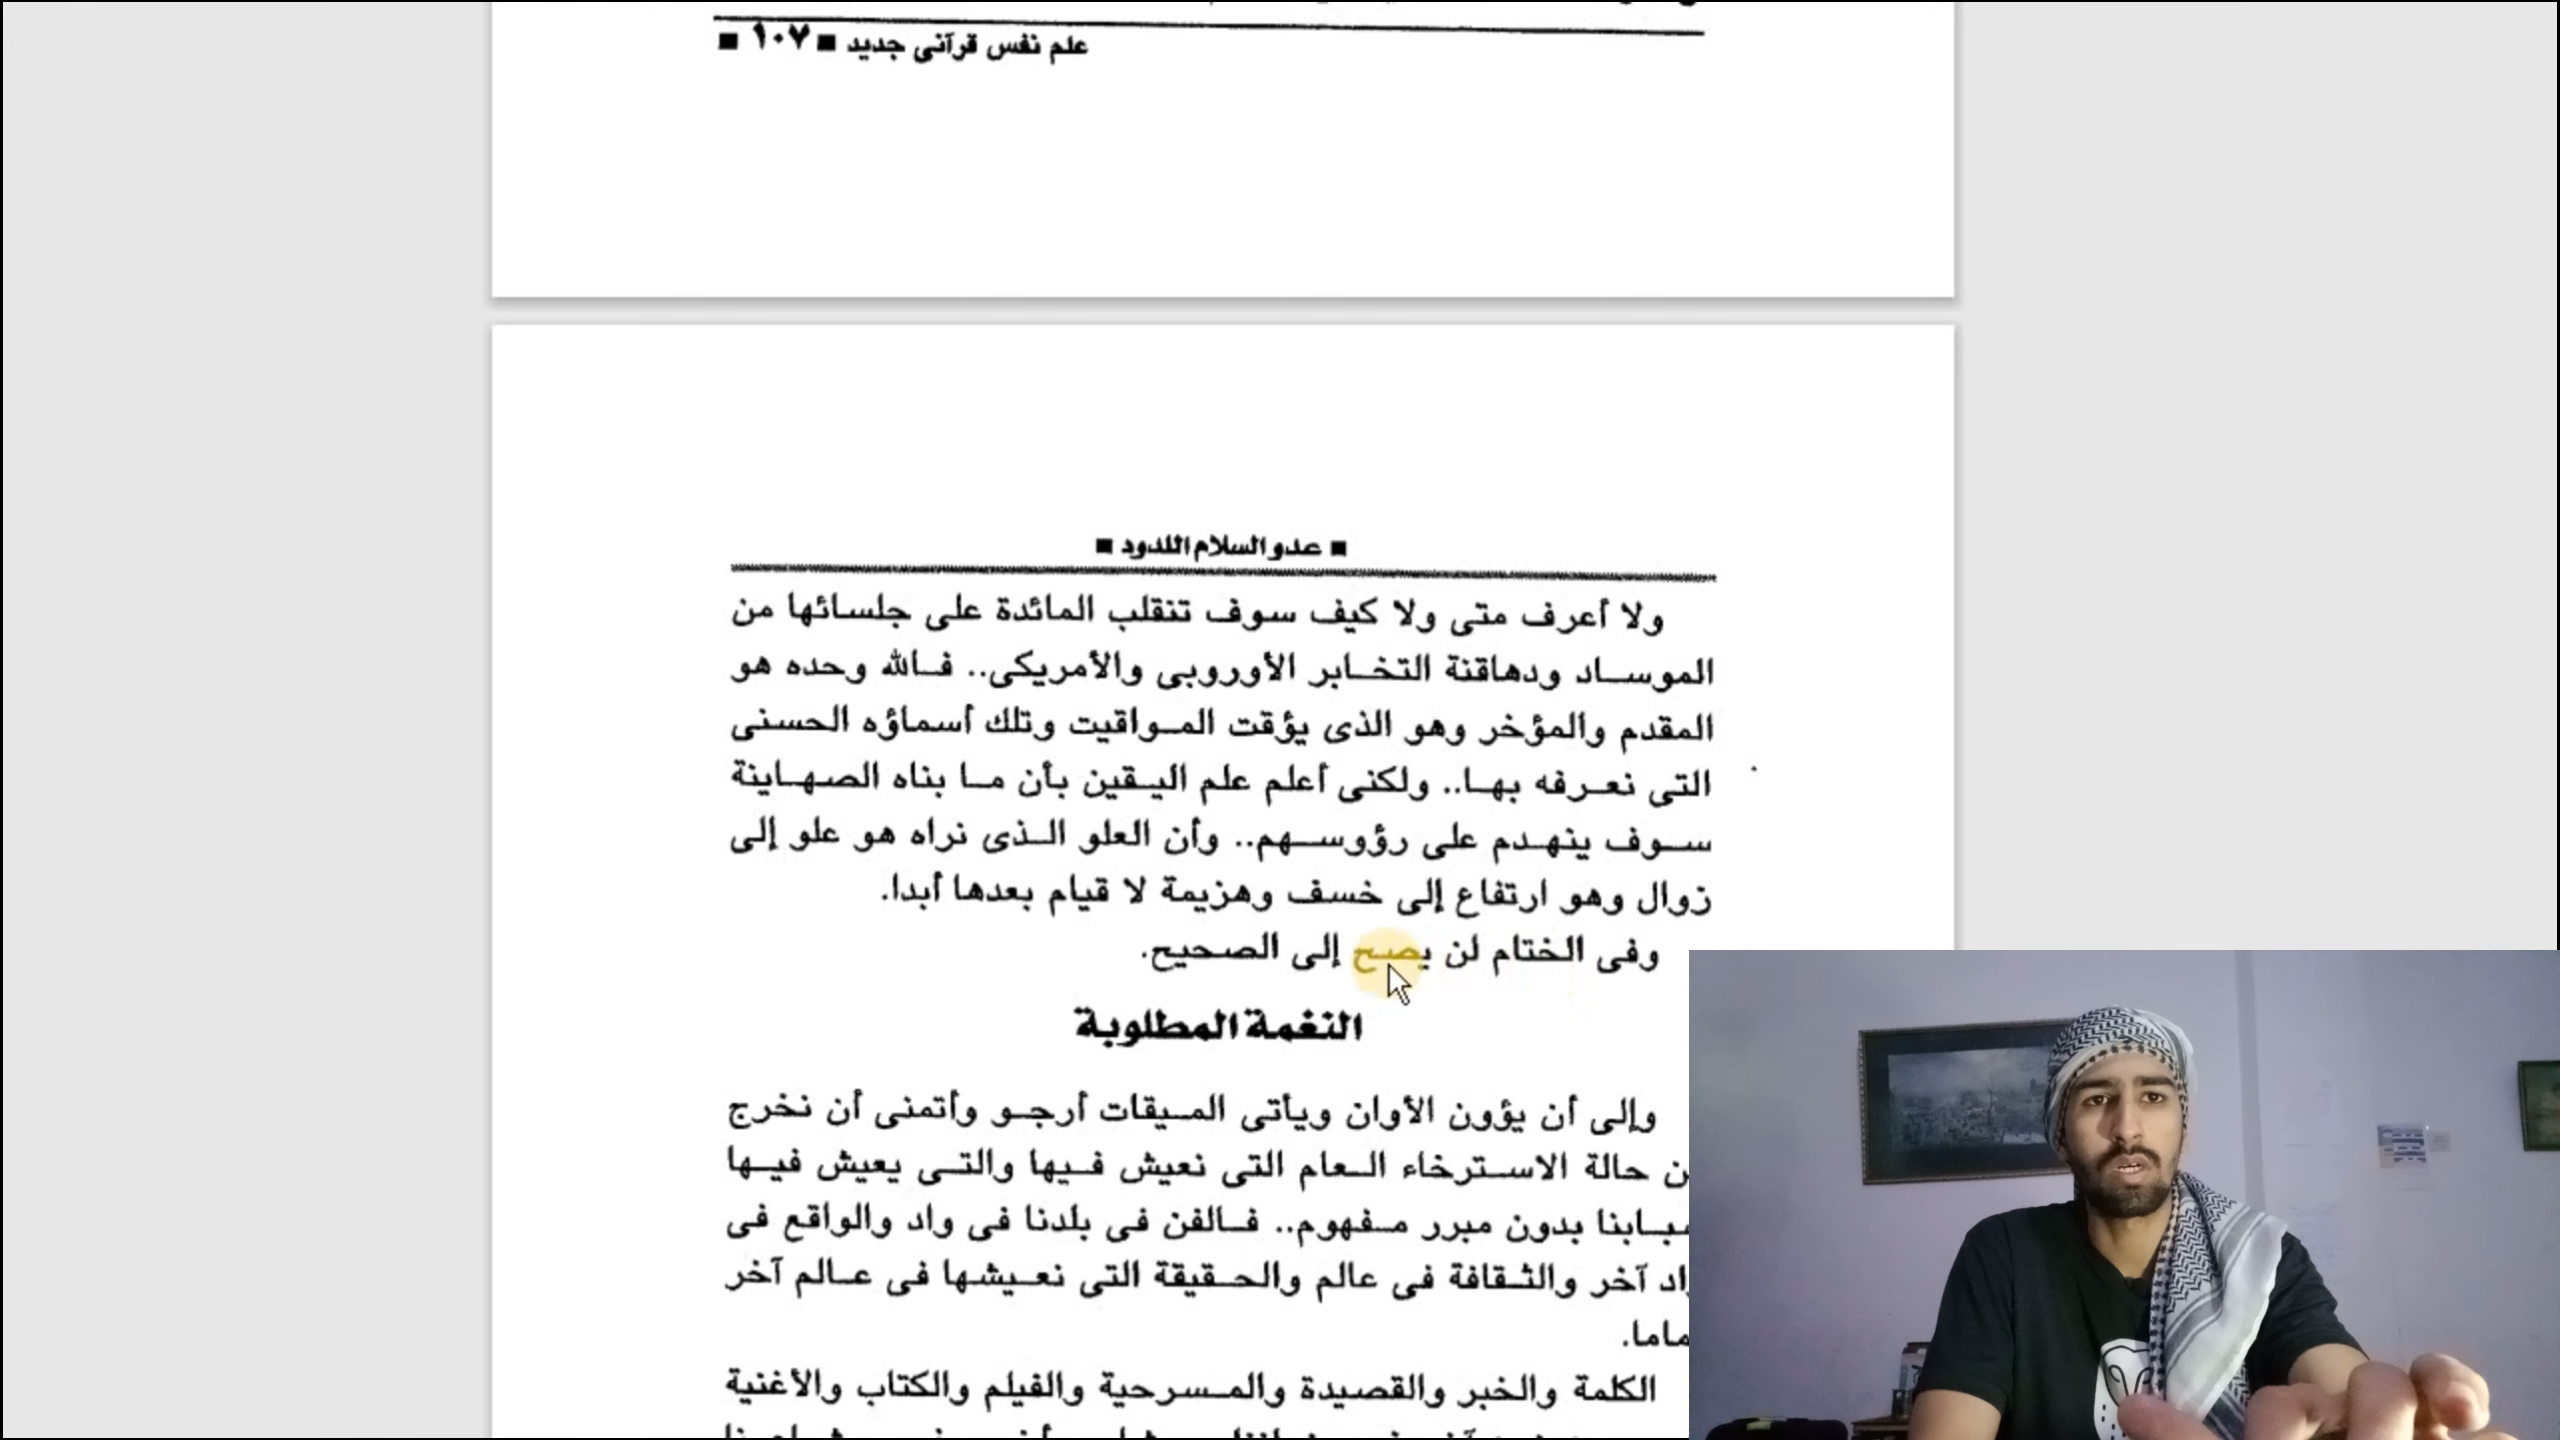 علم نفس قرآنى جديد ■ ١٠٧ ■
■ عدو السلام اللدود ■
ولا أعرف متى ولا كيف سوف تنقلب المائدة على جلسائها من
الموساد ودهاقنة التخابر الأوروبى والأمريكى.. فالله وحده هو
المقدم والمؤخر وهو الذى يؤقت المواقيت وتلك أسماؤه الحسنى
التى نعرفه بها.. ولكنى أعلم علم اليقين بأن ما بناه الصهاينة
سوف ينهدم على رؤوسهم.. وأن العلو الذى نراه هو علو إلى
زوال وهو ارتفاع إلى خسف وهزيمة لا قيام بعدها أبدا.
وفى الختام لن يصح إلى الصحيح.
النغمة المطلوبة
وإلى أن يؤون الأوان ويأتى الميقات أرجو وأتمنى أن نخرج
حالة الاسترخاء العام التى نعيش فيها والتى يعيش فيها
بدون مبرر مفهوم.. فالفن فى بلدنا فى واد والواقع فى
آخر والثقافة فى عالم والحقيقة التى نعيشها فى عالم آخر
الكلمة والخبر والقصيدة والمسرحية والفيلم والكتاب والأغنية